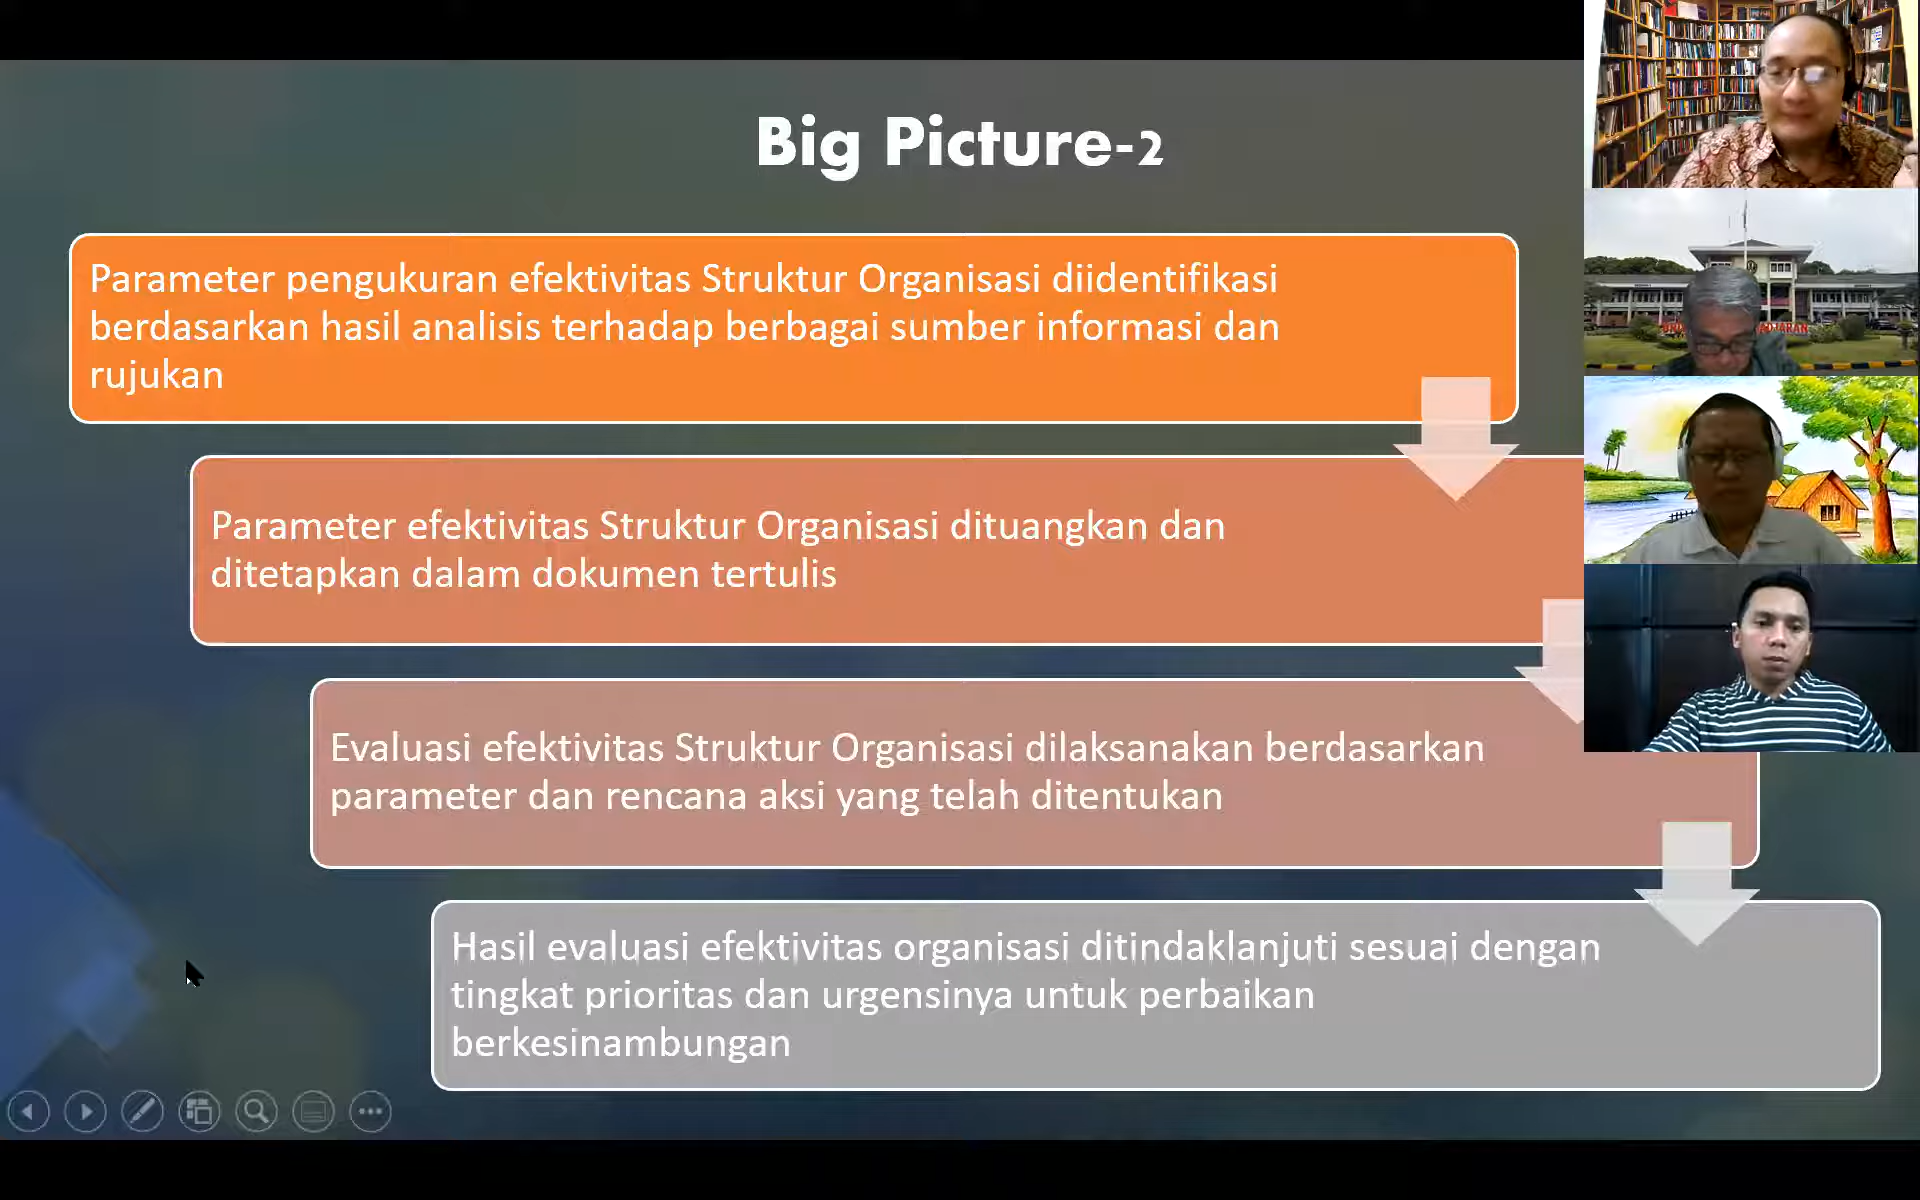 Big Picture-2
Parameter pengukuran efektivitas Struktur Organisasi diidentifikasi
berdasarkan hasil analisis terhadap berbagai sumber informasi dan
rujukan
Parameter efektivitas Struktur Organisasi dituangkan dan
ditetapkan dalam dokumen tertulis
Evaluasi efektivitas Struktur Organisasi dilaksanakan berdasarkan
parameter dan rencana aksi yang telah ditentukan
Hasil evaluasi efektivitas organisasi ditindaklanjuti sesuai dengan
tingkat prioritas dan urgensinya untuk perbaikan
berkesinambungan